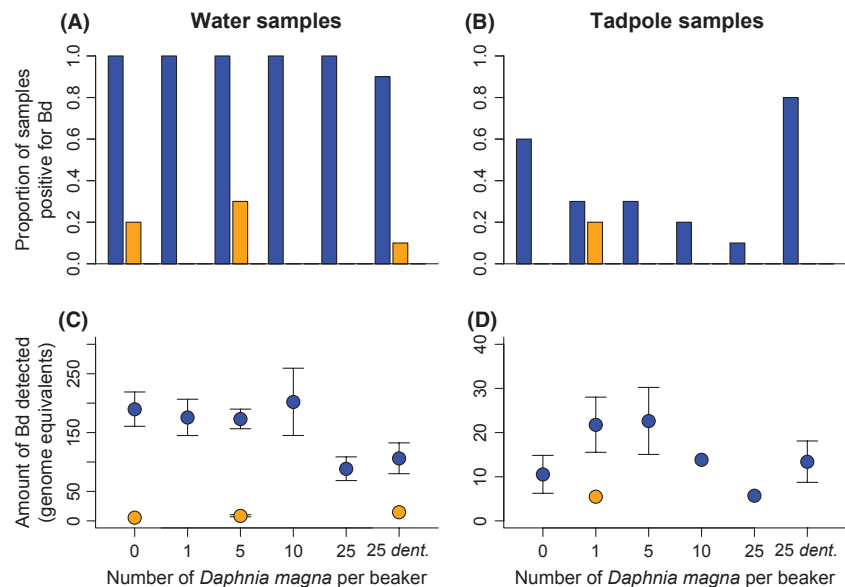 (A) Water samples
Proportion of samples
positive for Bd
1.0
0.8
0.6
0.4
0.2
0.0
(B) Tadpole samples
1.0
0.8
0.6
0.4
0.2
0.0
(C)
Amount of Bd detected
(genome equivalents)
250
150
50
0
0 1 5 10 25 25 dent.
Number of Daphnia magna per beaker
(D)
40
30
20
10
0
0 1 5 10 25 25 dent.
Number of Daphnia magna per beaker